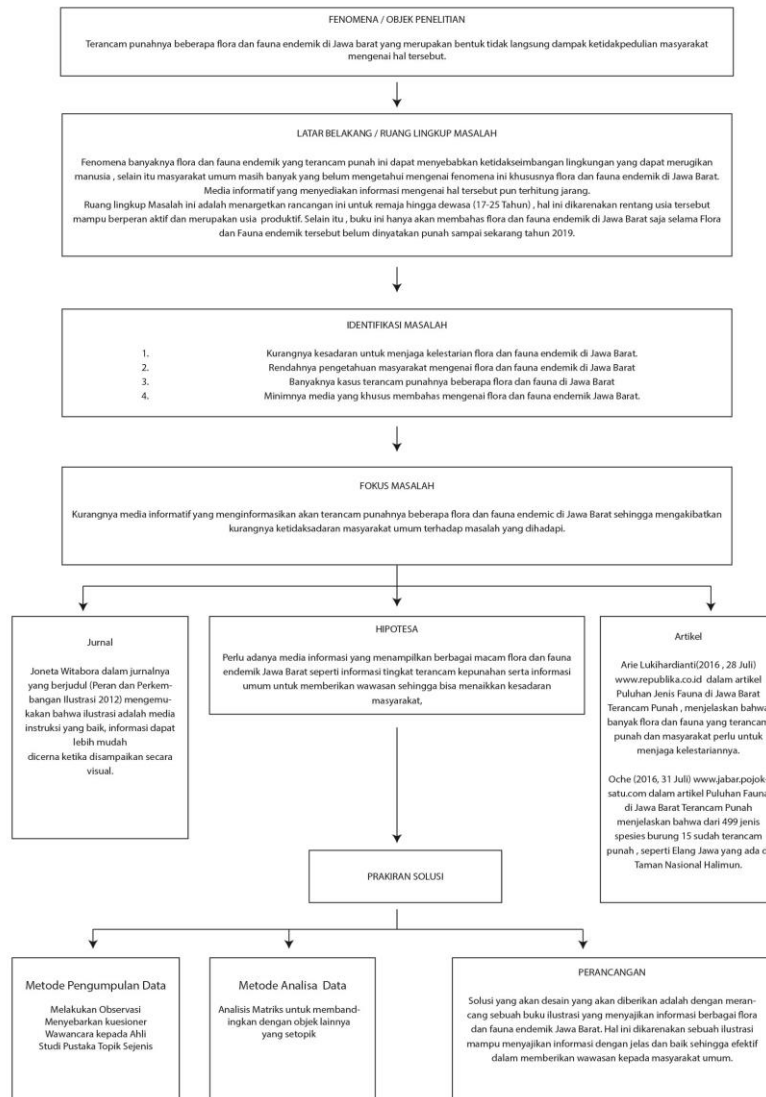 FENOMENA / OBJEK PENELITIAN
Terancam punahnya beberapa flora dan fauna endemik di Jawa barat yang merupakan bentuk tidak langsung dampak ketidakpedulian masyarakat
mengenai hal tersebut.
LATAR BELAKANG / RUANG LINGKUP MASALAH
Fenomena banyaknya flora dan fauna endemik yang terancam punah ini dapat menyebabkan ketidakseimbangan lingkungan yang dapat merugikan
manusia , selain itu masyarakat umum masih banyak yang belum mengetahui mengenai fenomena ini khususnya flora dan fauna endemik di Jawa Barat.
Media informatif yang menyediakan informasi mengenai hal tersebut pun terhitung jarang.
Ruang lingkup Masalah ini adalah menargetkan rancangan ini untuk remaja hingga dewasa (17-25 Tahun) , hal ini dikarenakan rentang usia tersebut
mampu berperan aktif dan merupakan usia produktif. Selain itu , buku ini hanya akan membahas flora dan fauna endemik di Jawa Barat saja selama Flora
dan Fauna endemik tersebut belum dinyatakan punah sampai sekarang tahun 2019.
IDENTIFIKASI MASALAH
1. Kurangnya kesadaran untuk menjaga kelestarian flora dan fauna endemik di Jawa Barat.
2. Rendahnya pengetahuan masyarakat mengenai flora dan fauna endemik di Jawa Barat
3. Banyaknya kasus terancam punahnya beberapa flora dan fauna di Jawa Barat
4. Minimnya media yang khusus membahas mengenai flora dan fauna endemik Jawa Barat.
FOKUS MASALAH
Kurangnya media informatif yang menginformasikan akan terancam punahnya beberapa flora dan fauna endemic di Jawa Barat sehingga mengakibatkan
kurangnya ketidaksadaran masyarakat umum terhadap masalah yang dihadapi.
Jurnal
Joneta Witabora dalam jurnalnya
yang berjudul (Peran dan Perkem-
bangan Ilustrasi 2012) mengemu-
kakan bahwa ilustrasi adalah media
instruksi yang baik, informasi dapat
lebih mudah
dicerna ketika disampaikan secara
visual.
HIPOTESA
Perlu adanya media informasi yang menampilkan berbagai macam flora dan fauna
endemik Jawa Barat seperti informasi tingkat terancam kepunahan serta informasi
umum untuk memberikan wawasan sehingga bisa menaikkan kesadaran
masyarakat,
Artikel
Arie Lukihardianti(2016 , 28 Juli)
www.republika.co.id dalam artikel
Puluhan Jenis Fauna di Jawa Barat
Terancam Punah , menjelaskan bahwa
banyak flora dan fauna yang terancam
punah dan masyarakat perlu untuk
menjaga kelestariannya.
Oche (2016, 31 Juli) www.jabar.pojok-
satu.com dalam artikel Puluhan Fauna
di Jawa Barat Terancam Punah
menjelaskan bahwa dari 499 jenis
spesies burung 15 sudah terancam
punah , seperti Elang Jawa yang ada d
Taman Nasional Halimun.
PRAKIRAN SOLUSI
Metode Pengumpulan Data
Melakukan Observasi
Menyebarkan kuesioner
Wawancara kepada Ahli
Studi Pustaka Topik Sejenis
Metode Analisa Data
Analisis Matriks untuk memband-
ingkan dengan objek lainnya
yang setopik
PERANCANGAN
Solusi yang akan desain yang akan diberikan adalah dengan meran-
cang sebuah buku ilustrasi yang menyajikan informasi berbagai flora
dan fauna endemik Jawa Barat. Hal ini dikarenakan sebuah ilustrasi
mampu menyajikan informasi dengan jelas dan baik sehingga efektif
dalam memberikan wawasan kepada masyarakat umum.